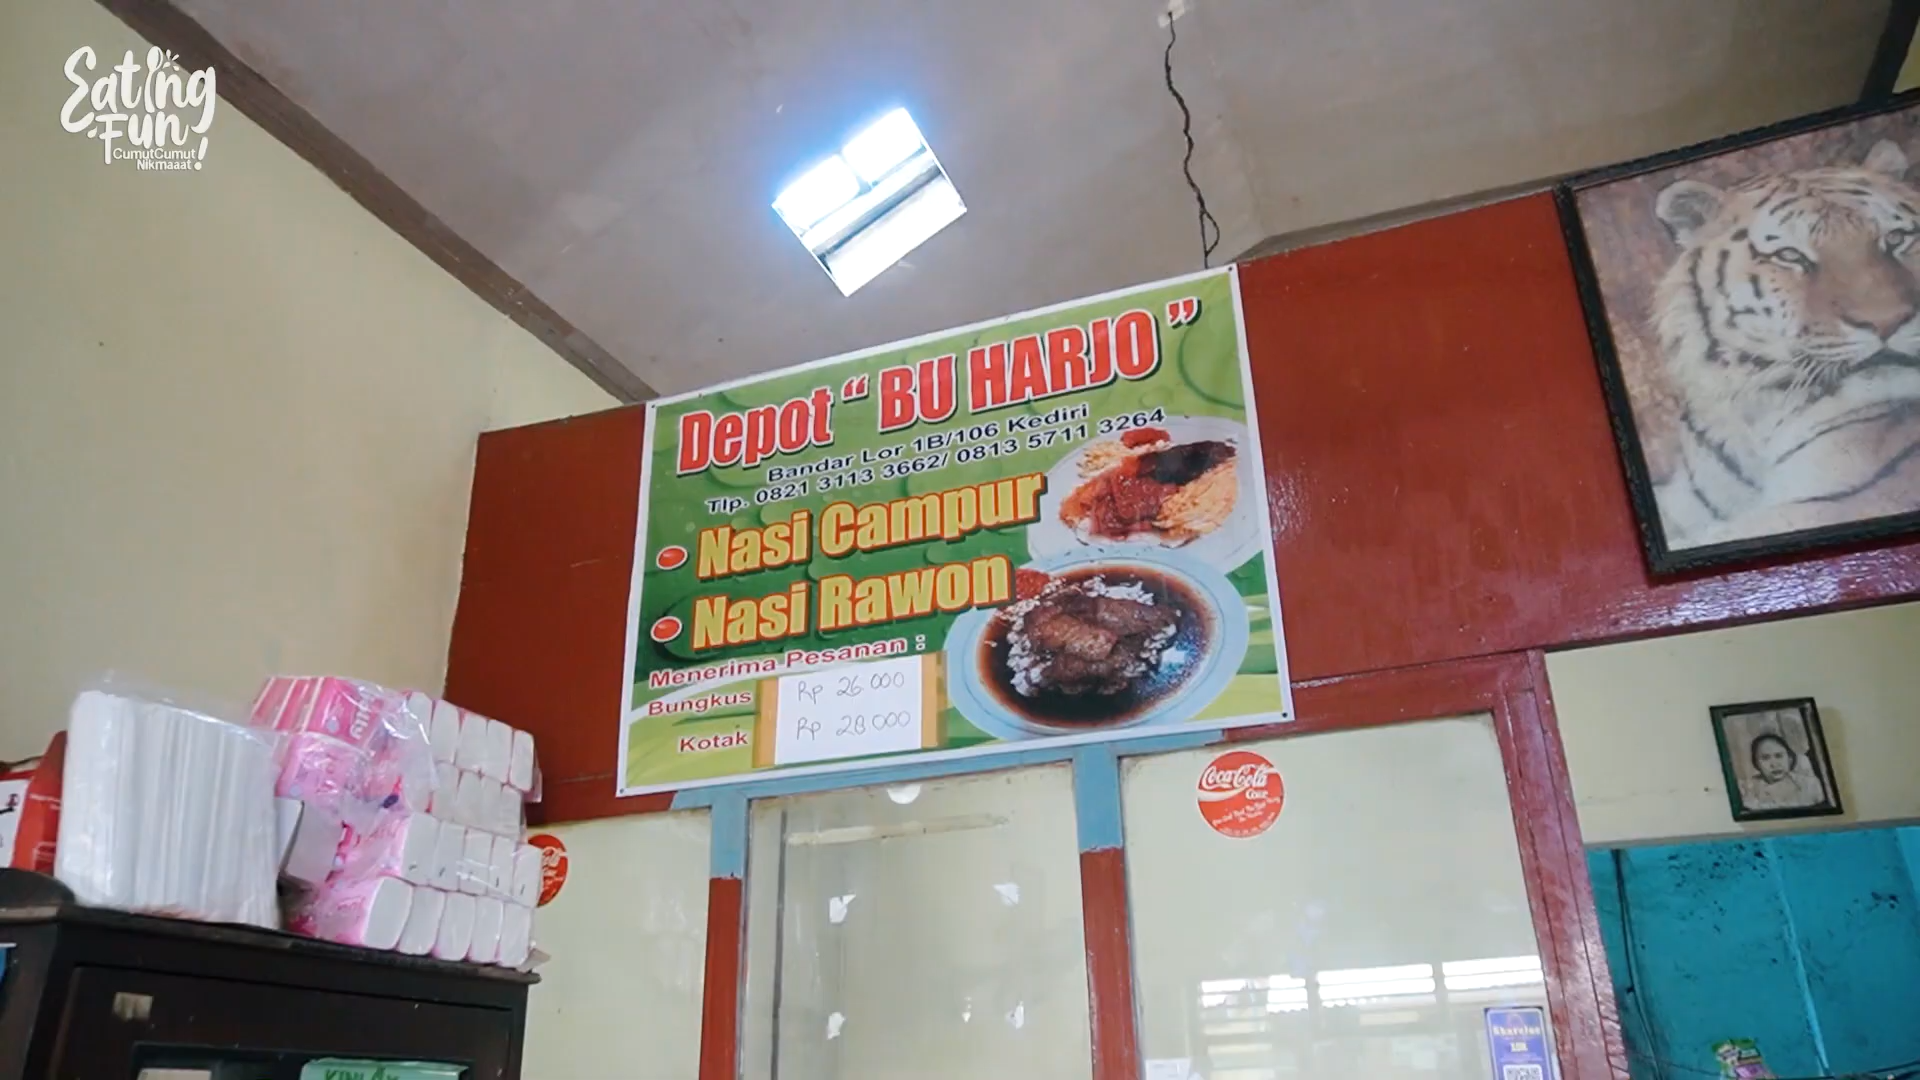 Eating
Fun!
CumutCumut
Nikmaaat
Depot “ BU HARJO ”
Bandar Lor 1B/106 Kediri
Tlp. 0821 3113 3662/ 0813 5711 3264
• Nasi Campur
• Nasi Rawon
Menerima Pesanan :
Bungkus Rp 26.000
Kotak Rp 28.000
Coca-Cola
Coke